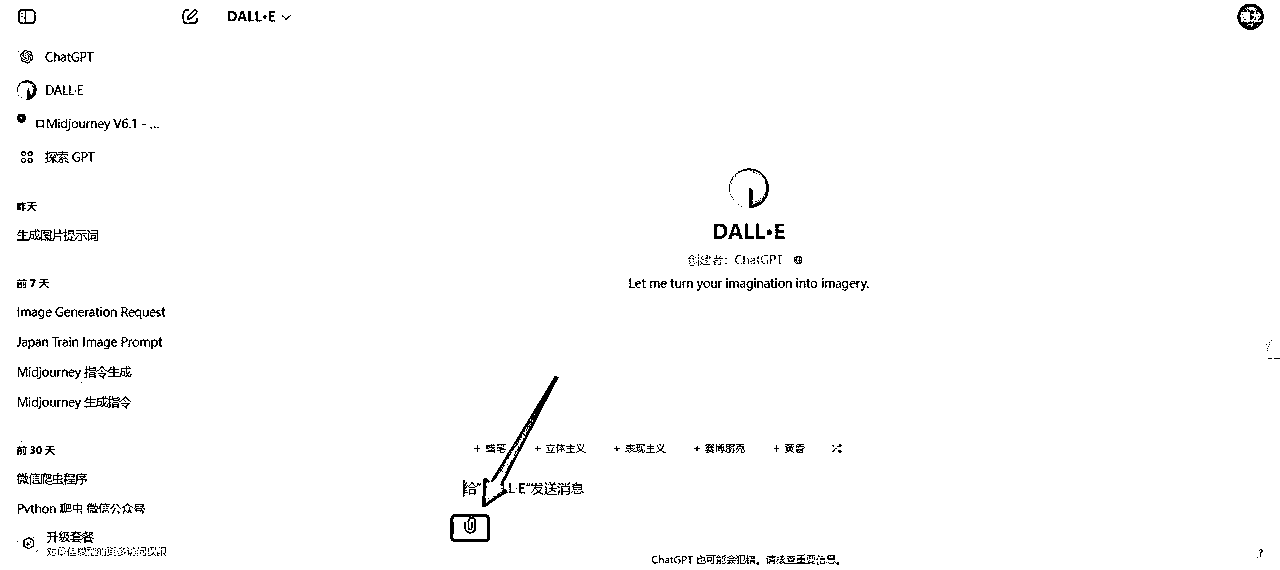 DALL·E
ChatGPT
DALL·E
Midjourney V6.1 - ...
探索 GPT
昨天
生成图片提示词
前 7 天
Image Generation Request
Japan Train Image Prompt
Midjourney 指令生成
Midjourney 生成指令
前 30 天
微信爬虫程序
Python 爬虫 微信公众号
升级套餐
DALL·E
创建者：ChatGPT
Let me turn your imagination into imagery.
+ 蜡笔
+ 立体主义
+ 表现主义
+ 赛博朋克
+ 黄昏
给“ L·E”发送消息
ChatGPT 也可能会犯错。请核查重要信息。
?